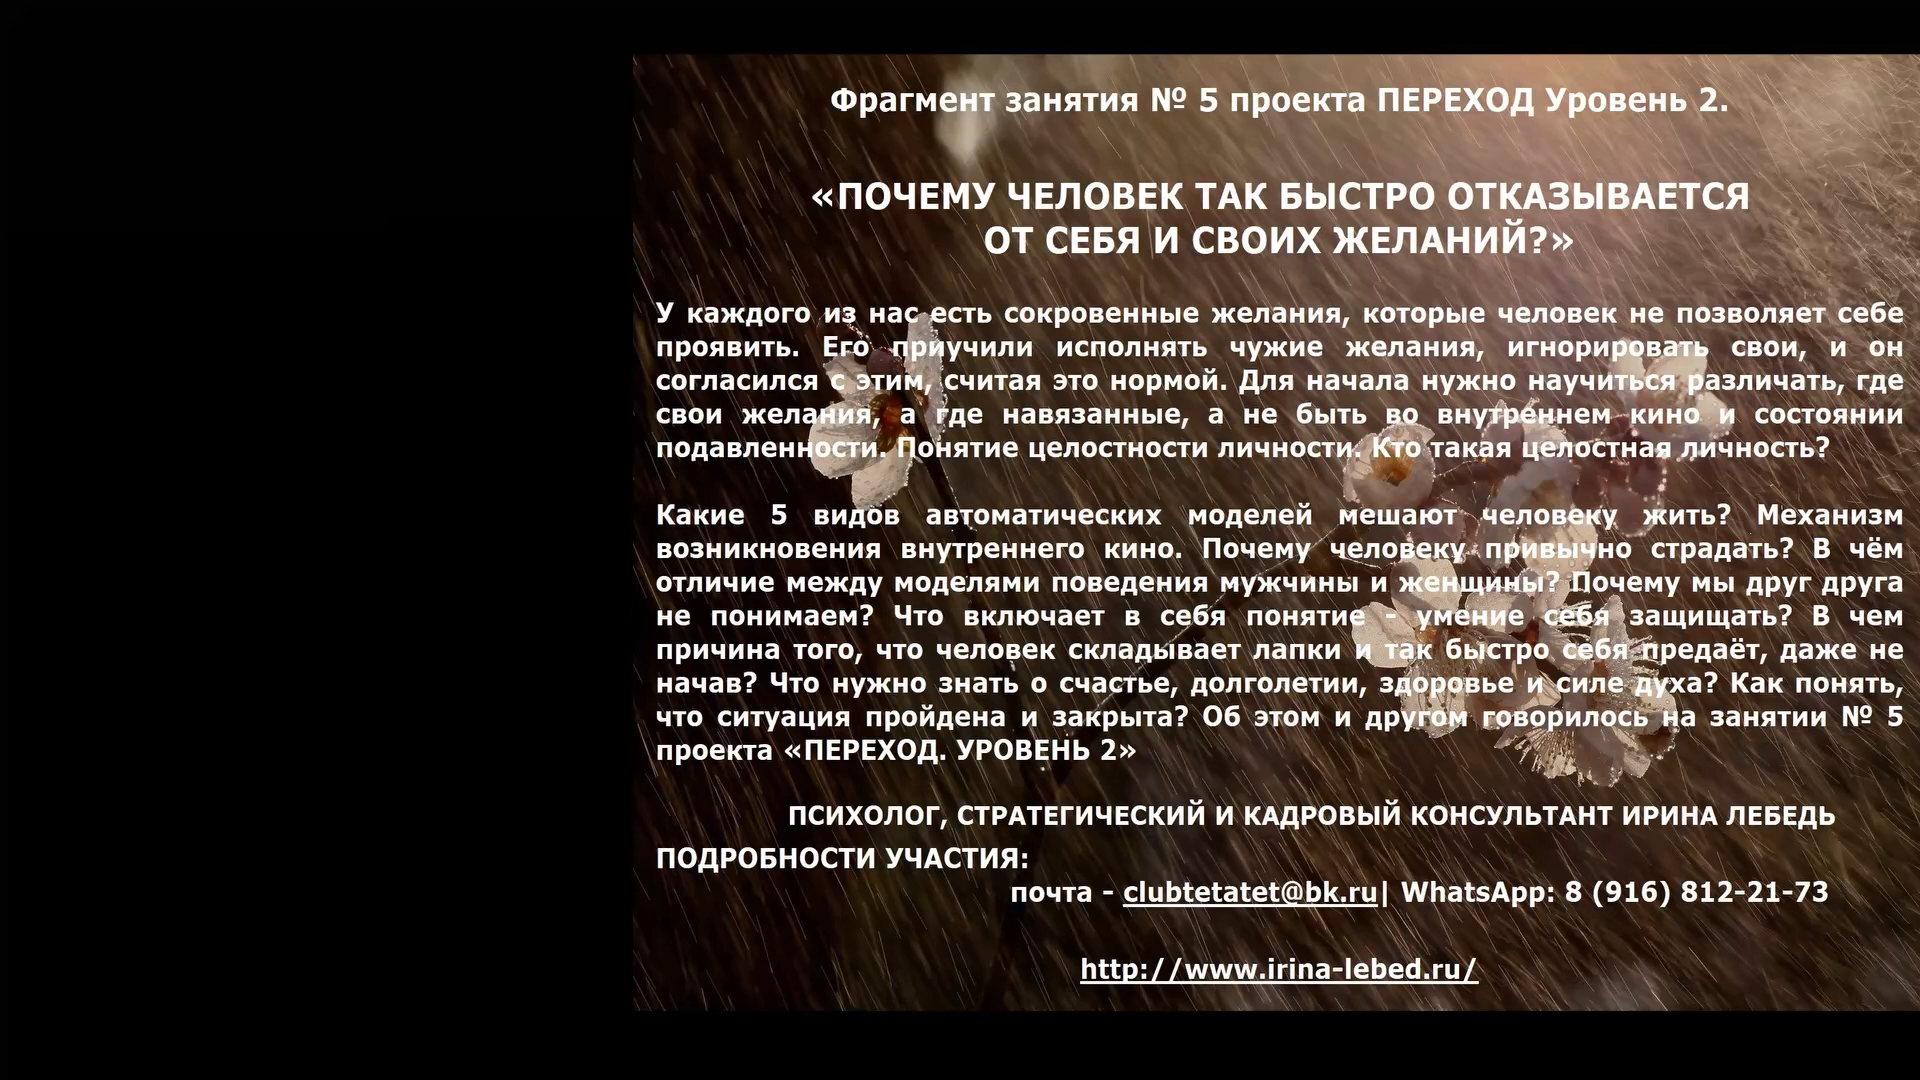 Фрагмент занятия № 5 проекта ПЕРЕХОД Уровень 2.
«ПОЧЕМУ ЧЕЛОВЕК ТАК БЫСТРО ОТКАЗЫВАЕТСЯ
ОТ СЕБЯ И СВОИХ ЖЕЛАНИЙ?»
У каждого из нас есть сокровенные желания, которые человек не позволяет себе
проявить. Его приучили исполнять чужие желания, игнорировать свои, и он
согласился с этим, считая это нормой. Для начала нужно научиться различать, где
свои желания, а где навязанные, а не быть во внутреннем кино и состоянии
подавленности. Понятие целостности личности. Кто такая целостная личность?
Какие 5 видов автоматических моделей мешают человеку жить? Механизм
возникновения внутреннего кино. Почему человеку привычно страдать? В чём
отличие между моделями поведения мужчины и женщины? Почему мы друг друга
не понимаем? Что включает в себя понятие - умение себя защищать? В чем
причина того, что человек складывает лапки и так быстро себя предаёт, даже не
начав? Что нужно знать о счастье, долголетии, здоровье и силе духа? Как понять,
что ситуация пройдена и закрыта? Об этом и другом говорилось на занятии № 5
проекта «ПЕРЕХОД. УРОВЕНЬ 2»
ПСИХОЛОГ, СТРАТЕГИЧЕСКИЙ И КАДРОВЫЙ КОНСУЛЬТАНТ ИРИНА ЛЕБЕДЬ
ПОДРОБНОСТИ УЧАСТИЯ:
почта - clubtetatet@bk.ru| WhatsApp: 8 (916) 812-21-73
http://www.irina-lebed.ru/